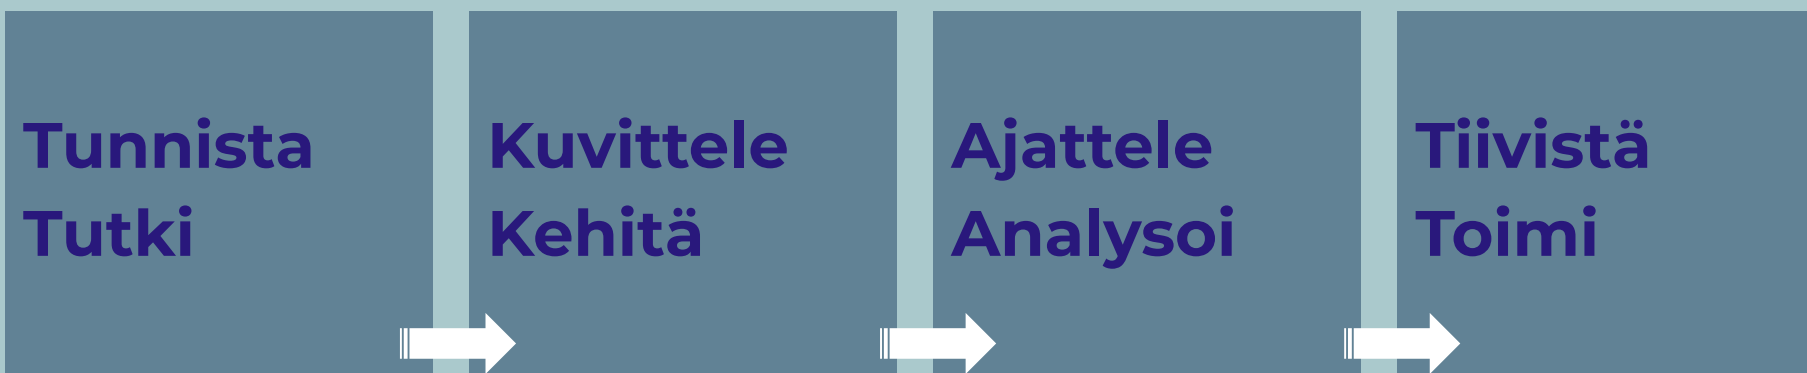 Tunnista
Tutki
Kuvittele
Kehitä
Ajattele
Analysoi
Tiivistä
Toimi